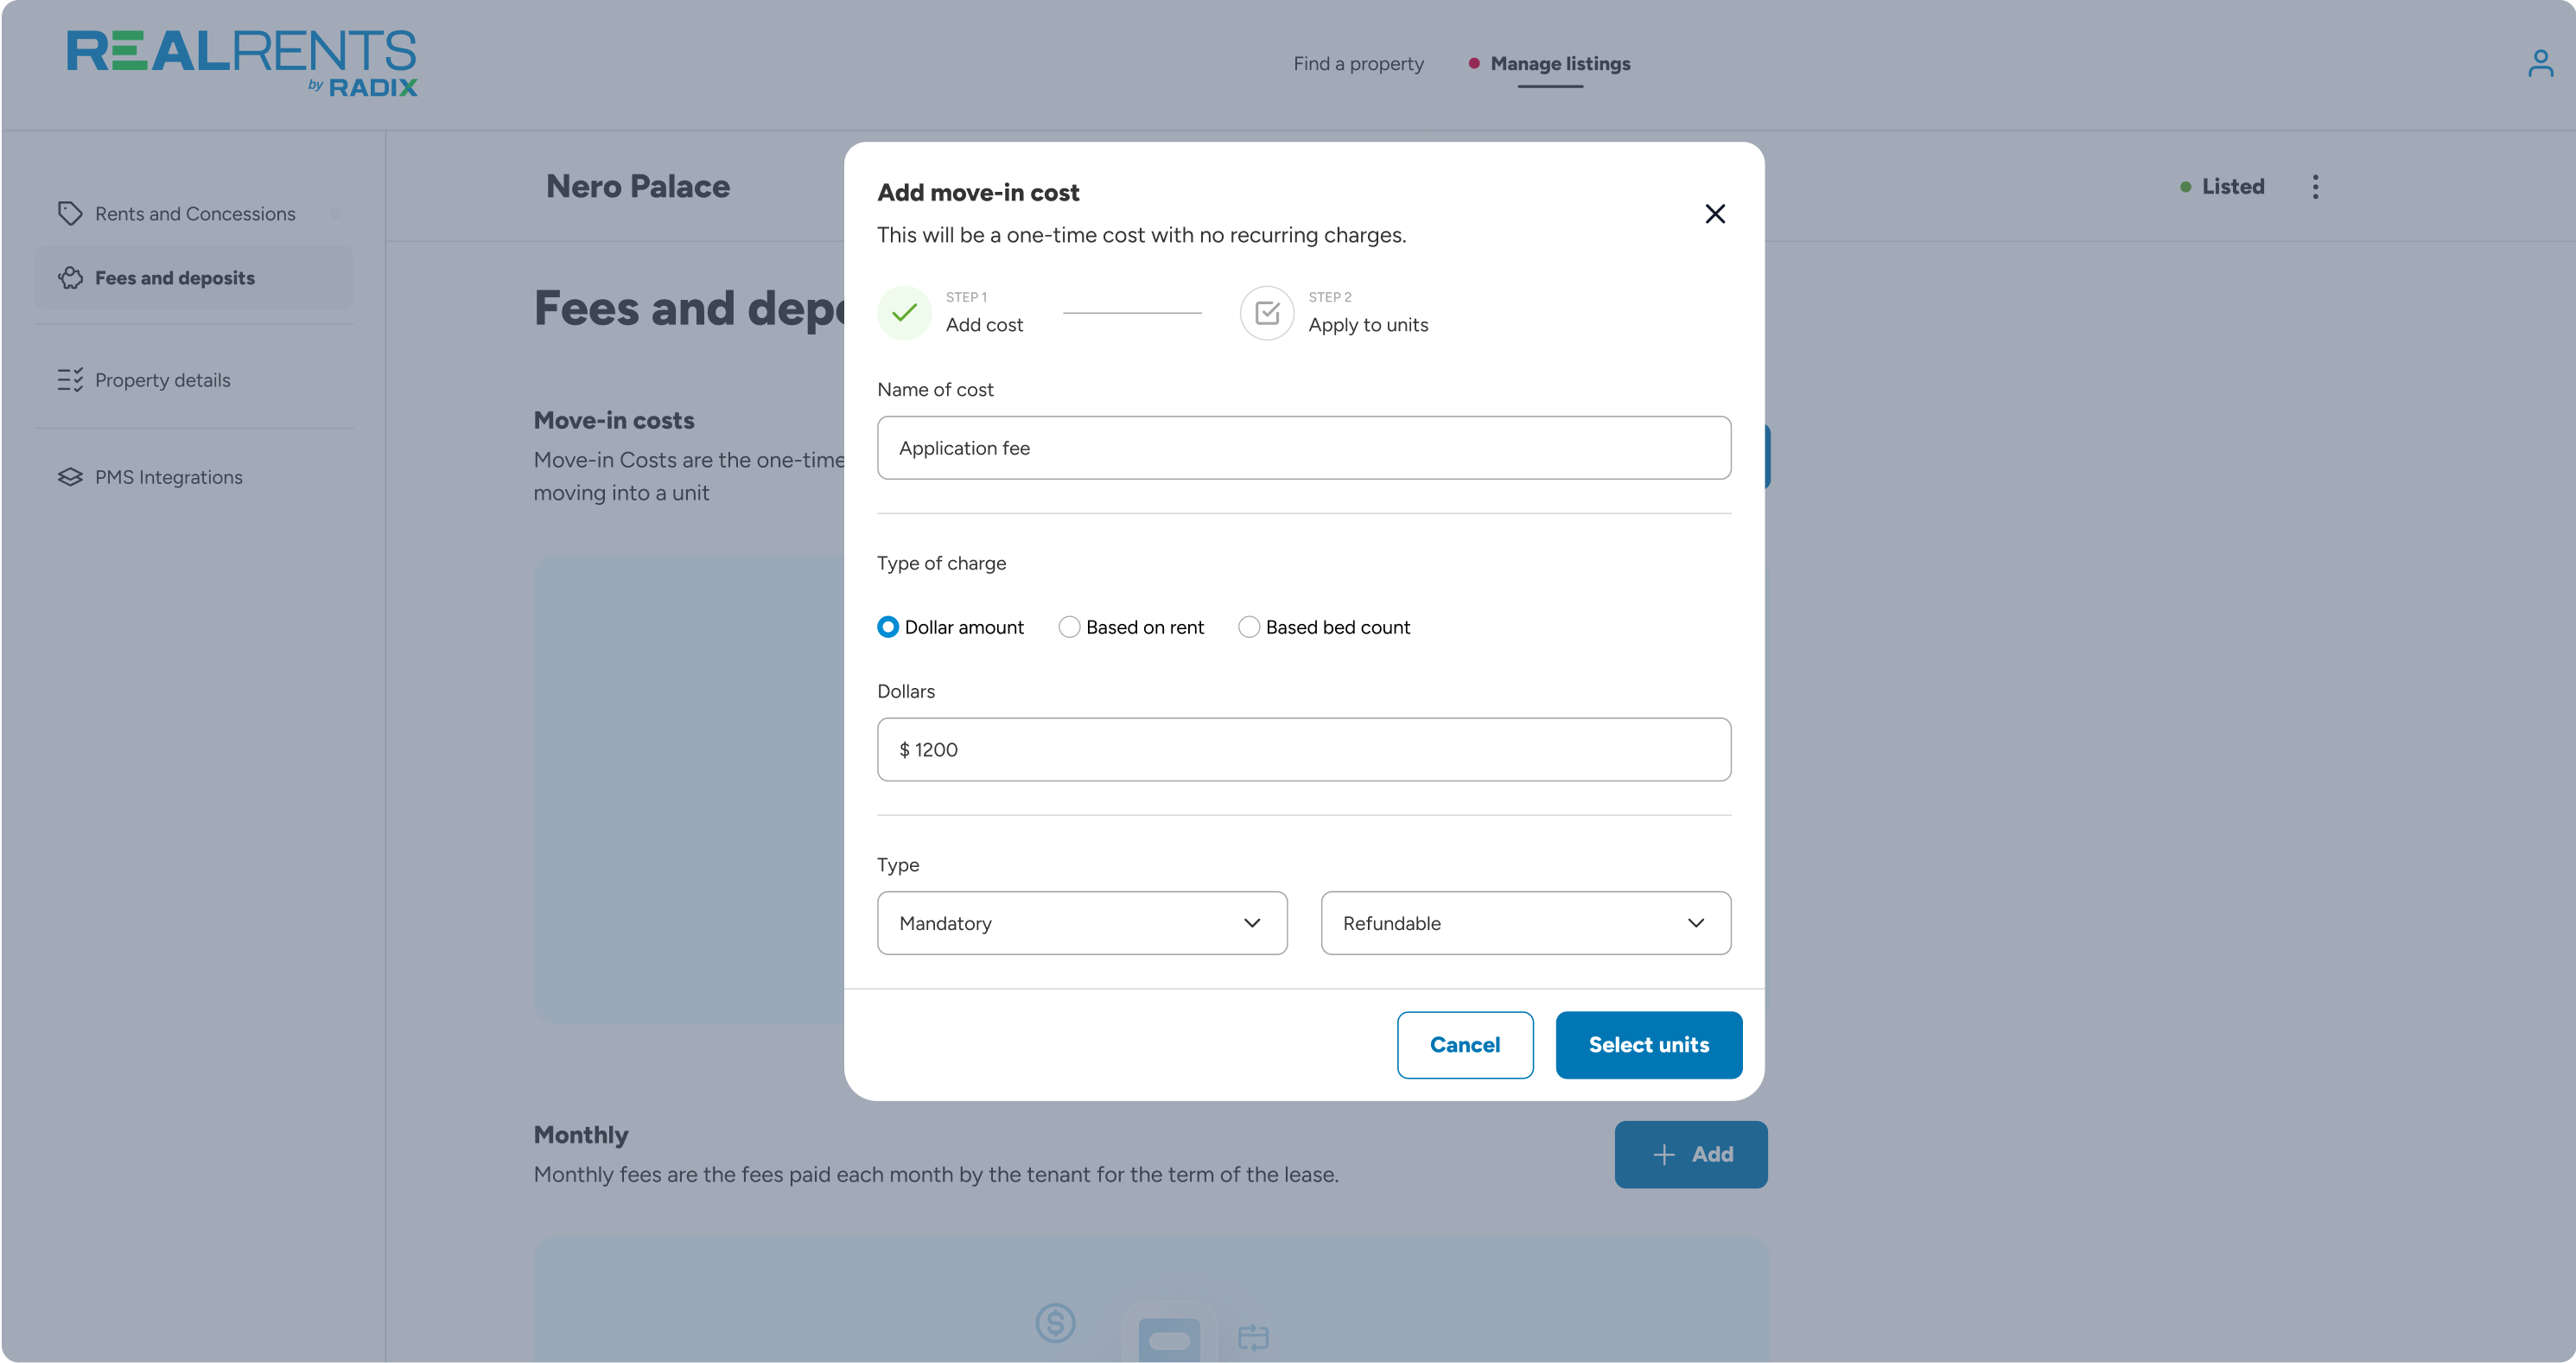 REALRENTS
by RADIX
Find a property
Manage listings
Rents and Concessions
Fees and deposits
Property details
PMS Integrations
Nero Palace
Listed
Fees and depo
Move-in costs
Move-in Costs are the one-time
moving into a unit
Add move-in cost
This will be a one-time cost with no recurring charges.
STEP 1
Add cost
STEP 2
Apply to units
Name of cost
Application fee
Type of charge
Dollar amount
Based on rent
Based bed count
Dollars
$ 1200
Type
Mandatory
Refundable
Cancel
Select units
Monthly
Monthly fees are the fees paid each month by the tenant for the term of the lease.
Add